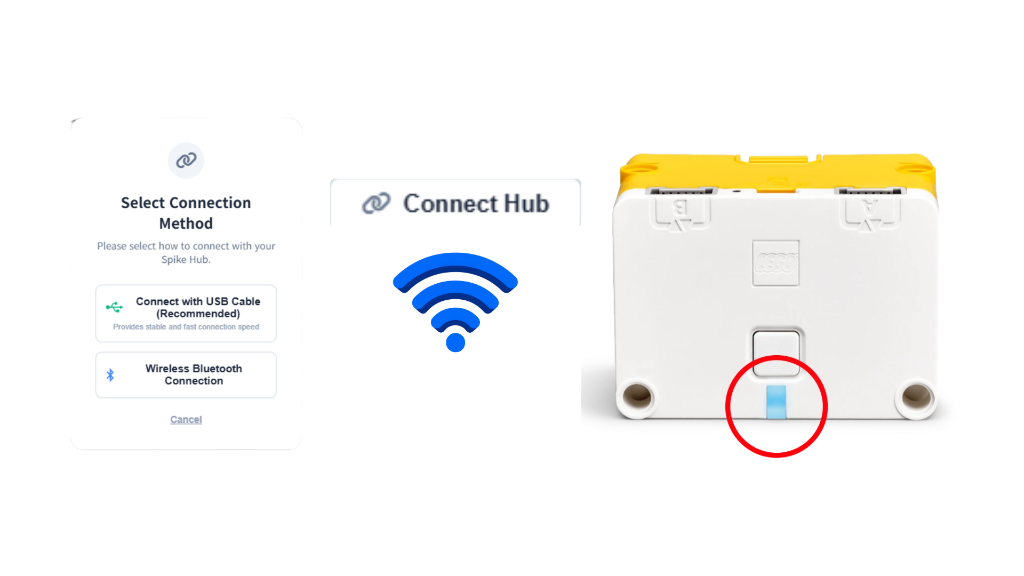 Select Connection
Method
Please select how to connect with your
Spike Hub.
Connect with USB Cable
(Recommended)
Provides stable and fast connection speed
Wireless Bluetooth
Connection
Cancel
Connect Hub
B
A
LEGO